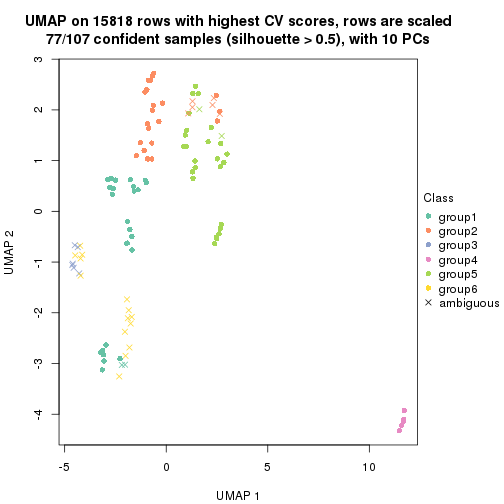 UMAP on 15818 rows with highest CV scores, rows are scaled
77/107 confident samples (silhouette > 0.5), with 10 PCs
3
2
1
0
-1
-2
-3
-4
UMAP 2
-5
0
5
10
UMAP 1
Class
group1
group2
group3
group4
group5
group6
ambiguous